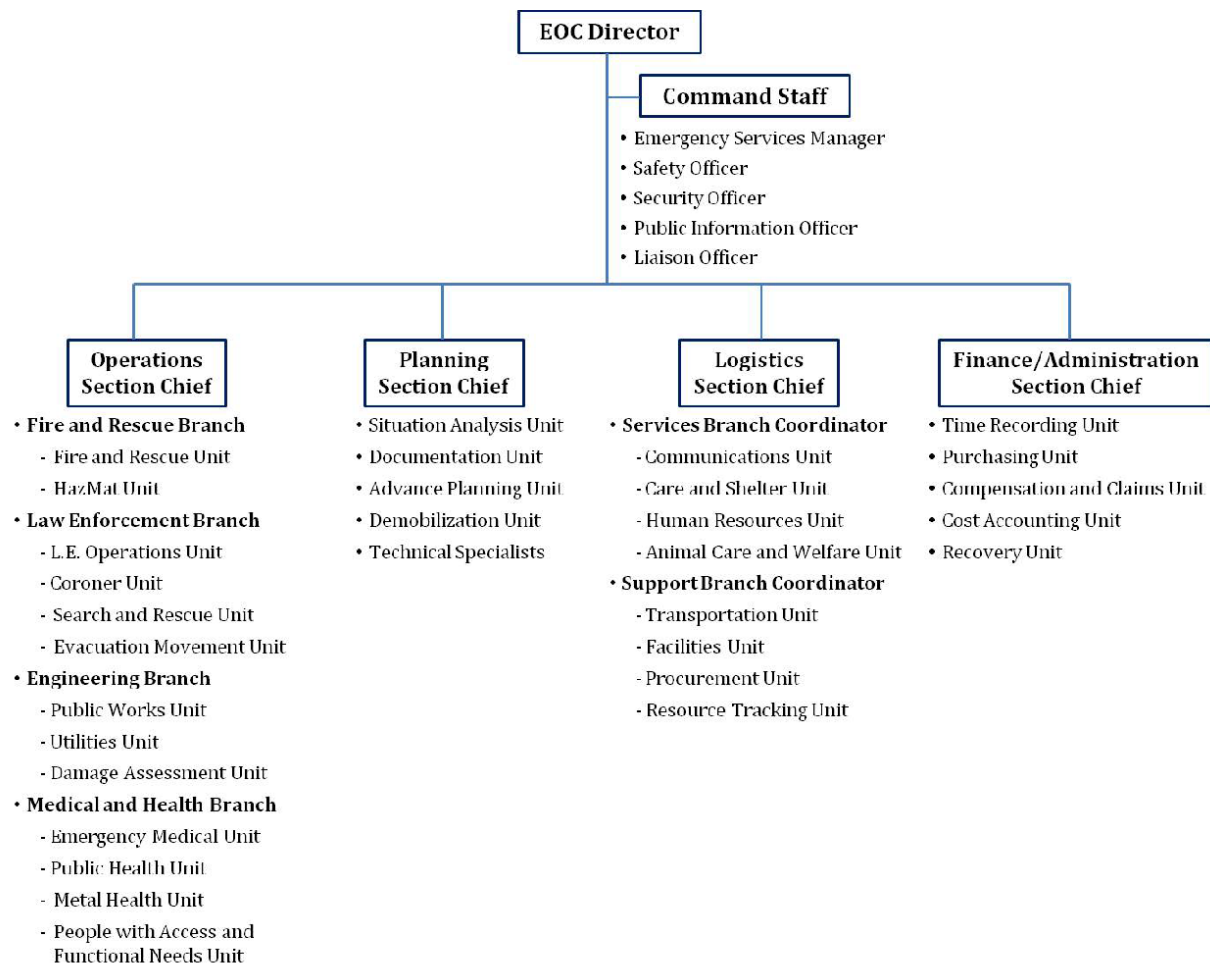 EOC Director
Command Staff
• Emergency Services Manager
• Safety Officer
• Security Officer
• Public Information Officer
• Liaison Officer
Operations
Section Chief
• Fire and Rescue Branch
- Fire and Rescue Unit
- HazMat Unit
• Law Enforcement Branch
- L.E. Operations Unit
- Coroner Unit
- Search and Rescue Unit
- Evacuation Movement Unit
• Engineering Branch
- Public Works Unit
- Utilities Unit
- Damage Assessment Unit
• Medical and Health Branch
- Emergency Medical Unit
- Public Health Unit
- Metal Health Unit
- People with Access and
Functional Needs Unit
Planning
Section Chief
• Situation Analysis Unit
• Documentation Unit
• Advance Planning Unit
• Demobilization Unit
• Technical Specialists
Logistics
Section Chief
• Services Branch Coordinator
- Communications Unit
- Care and Shelter Unit
- Human Resources Unit
- Animal Care and Welfare Unit
• Support Branch Coordinator
- Transportation Unit
- Facilities Unit
- Procurement Unit
- Resource Tracking Unit
Finance/Administration
Section Chief
• Time Recording Unit
• Purchasing Unit
• Compensation and Claims Unit
• Cost Accounting Unit
• Recovery Unit